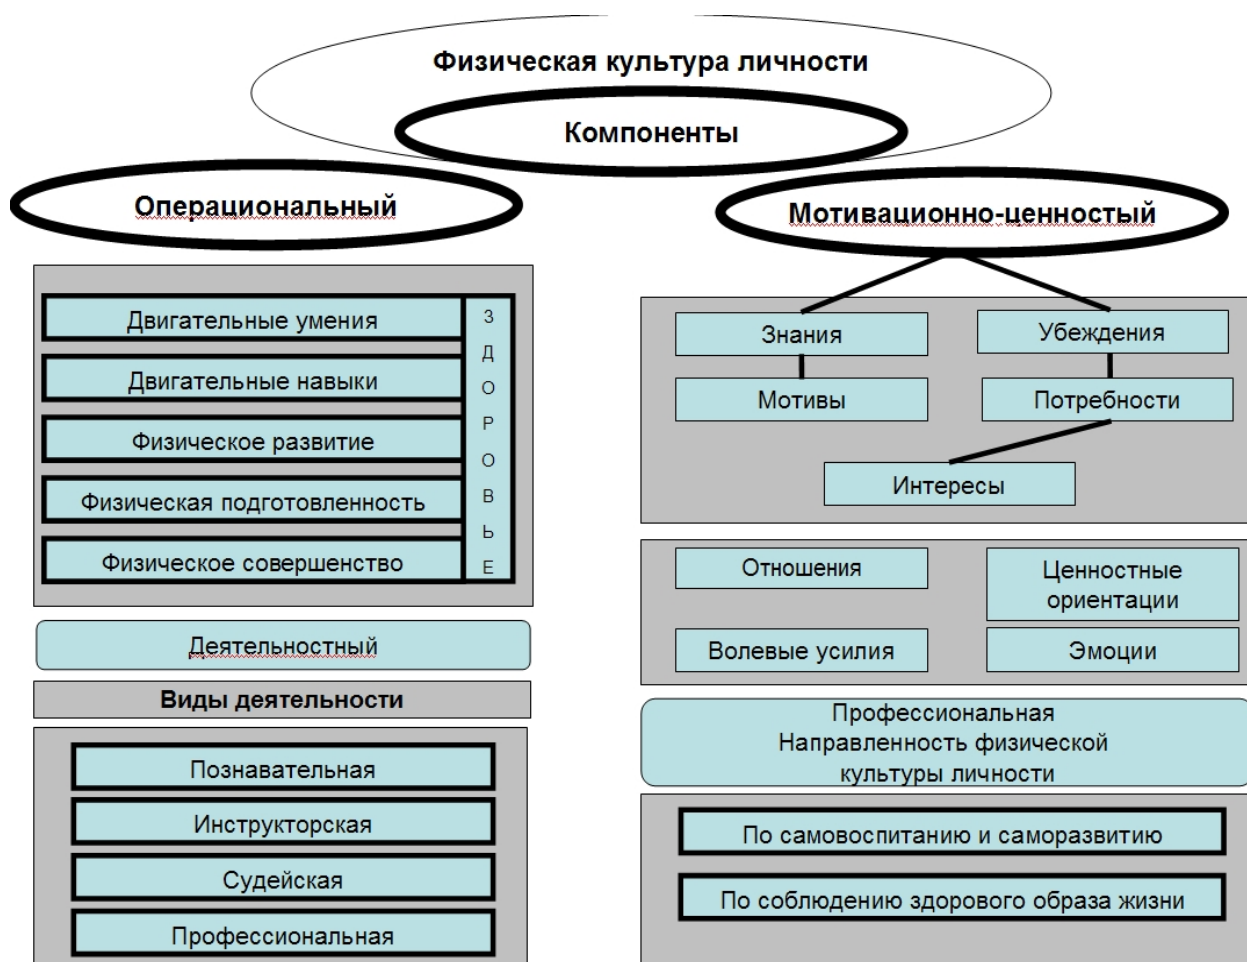 Физическая культура личности
Компоненты
Операциональный
Двигательные умения
Двигательные навыки
Физическое развитие
Физическая подготовленность
Физическое совершенство
З
Д
О
Р
О
В
Ь
Е
Деятельностный
Виды деятельности
Познавательная
Инструкторская
Судейская
Профессиональная
Мотивационно-ценностый
Знания
Убеждения
Мотивы
Потребности
Интересы
Отношения
Ценностные
ориентации
Волевые усилия
Эмоции
Профессиональная
Направленность физической
культуры личности
По самовоспитанию и саморазвитию
По соблюдению здорового образа жизни